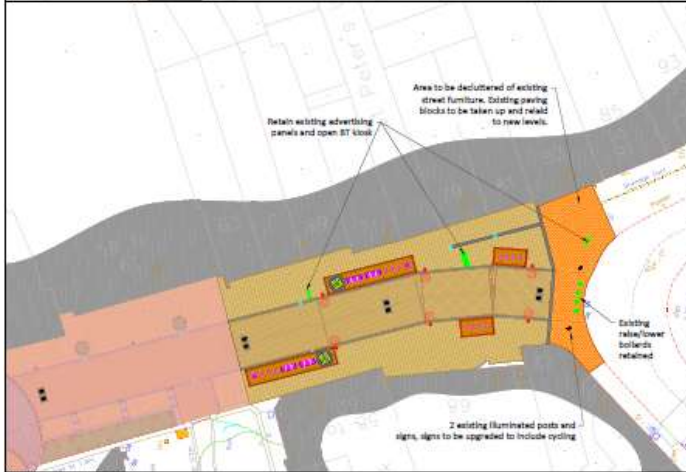 Area to be decluttered of existing
street furniture. Existing paving
blocks to be taken up and relaid
to new levels.
Retain existing advertising
panels and open BT kiosk
Existing
raise/lower
bollards
retained
2 existing illuminated posts and
signs, signs to be upgraded to include cycling